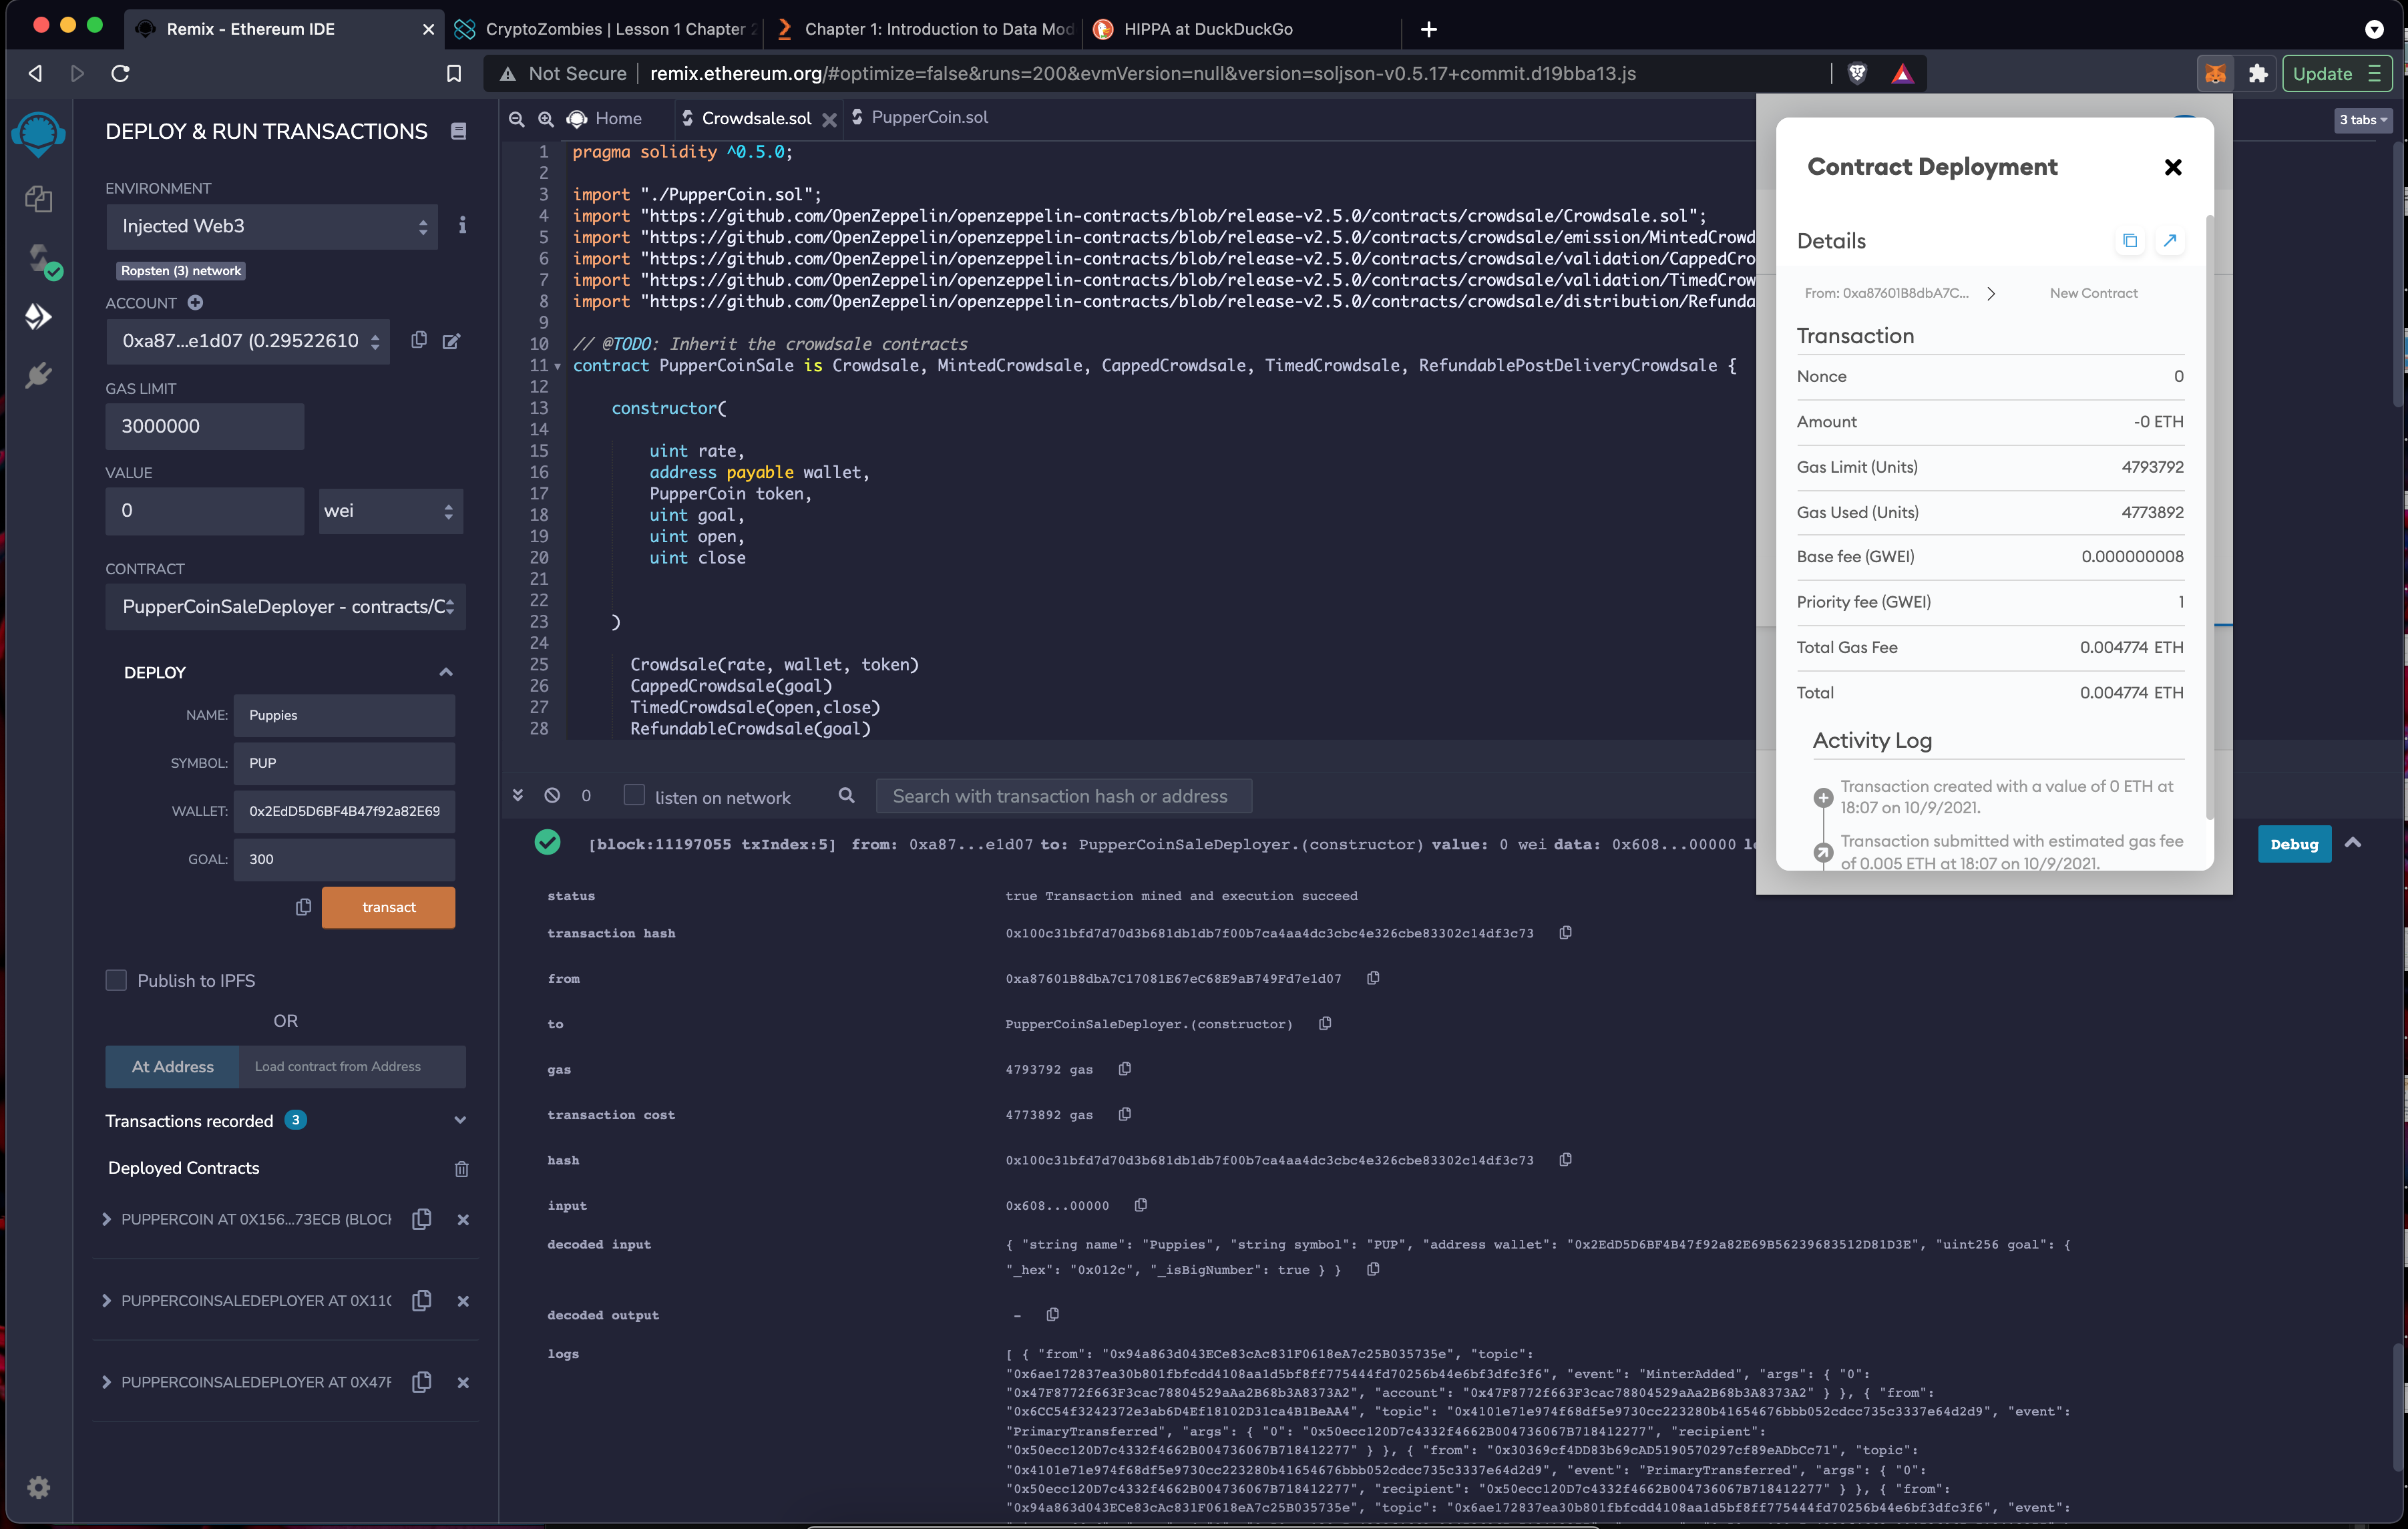 Remix - Ethereum IDE
CryptoZombies | Lesson 1 Chapter 2
Chapter 1: Introduction to Data Mod
HIPPA at DuckDuckGo
Not Secure
remix.ethereum.org/#optimize=false&runs=200&evmVersion=null&version=soljson-v0.5.17+commit.d19bba13.js
Update
DEPLOY & RUN TRANSACTIONS
ENVIRONMENT
Injected Web3
Ropsten (3) network
ACCOUNT
0xa87...e1d07 (0.29522610
GAS LIMIT
3000000
VALUE
0
wei
CONTRACT
PupperCoinSaleDeployer - contracts/C
DEPLOY
NAME: Puppies
SYMBOL: PUP
WALLET: 0x2EdD5D6BF4B47f92a82E69
GOAL: 300
transact
Publish to IPFS
OR
At Address
Load contract from Address
Transactions recorded 3
Deployed Contracts
PUPPERCOIN AT 0X156...73ECB (BLOCK
PUPPERCOINSALEDEPLOYER AT 0X11
PUPPERCOINSALEDEPLOYER AT 0X47F
Home
Crowdsale.sol
PupperCoin.sol
3 tabs
1 pragma solidity ^0.5.0;
2
3 import "./PupperCoin.sol";
4 import "https://github.com/OpenZeppelin/openzeppelin-contracts/blob/release-v2.5.0/contracts/crowdsale/Crowdsale.sol";
5 import "https://github.com/OpenZeppelin/openzeppelin-contracts/blob/release-v2.5.0/contracts/crowdsale/emission/MintedCrowd
6 import "https://github.com/OpenZeppelin/openzeppelin-contracts/blob/release-v2.5.0/contracts/crowdsale/validation/CappedCro
7 import "https://github.com/OpenZeppelin/openzeppelin-contracts/blob/release-v2.5.0/contracts/crowdsale/validation/TimedCrow
8 import "https://github.com/OpenZeppelin/openzeppelin-contracts/blob/release-v2.5.0/contracts/crowdsale/distribution/Refunda
9
10 // @TODO: Inherit the crowdsale contracts
11 contract PupperCoinSale is Crowdsale, MintedCrowdsale, CappedCrowdsale, TimedCrowdsale, RefundablePostDeliveryCrowdsale {
12
13 constructor(
14
15 uint rate,
16 address payable wallet,
17 PupperCoin token,
18 uint goal,
19 uint open,
20 uint close
21
22
23 )
24
25 Crowdsale(rate, wallet, token)
26 CappedCrowdsale(goal)
27 TimedCrowdsale(open,close)
28 RefundableCrowdsale(goal)
0
listen on network
Search with transaction hash or address
[block:11197055 txIndex:5] from: 0xa87...e1d07 to: PupperCoinSaleDeployer.(constructor) value: 0 wei data: 0x608...00000 lo
Debug
status true Transaction mined and execution succeed
transaction hash 0x100c31bfd7d70d3b681db1db7f00b7ca4aa4dc3cbc4e326cbe83302c14df3c73
from 0xa87601B8dbA7C17081E67eC68E9aB749Fd7e1d07
to PupperCoinSaleDeployer.(constructor)
gas 4793792 gas
transaction cost 4773892 gas
hash 0x100c31bfd7d70d3b681db1db7f00b7ca4aa4dc3cbc4e326cbe83302c14df3c73
input 0x608...00000
decoded input { "string name": "Puppies", "string symbol": "PUP", "address wallet": "0x2EdD5D6BF4B47f92a82E69B56239683512D81D3E", "uint256 goal": {
"_hex": "0x012c", "_isBigNumber": true } }
decoded output -
logs [ { "from": "0x94a863d043ECe83cAc831F0618eA7c25B035735e", "topic":
"0x6ae172837ea30b801fbfcdd4108aa1d5bf8ff775444fd70256b44e6bf3dfc3f6", "event": "MinterAdded", "args": { "0":
"0x47F8772f663F3cac78804529aAa2B68b3A8373A2", "account": "0x47F8772f663F3cac78804529aAa2B68b3A8373A2" } }, { "from":
"0x6CC54f3242372e3ab6D4Ef18102D31ca4B1BeAA4", "topic": "0x4101e71e974f68df5e9730cc223280b41654676bbb052cdcc735c3337e64d2d9", "event":
"PrimaryTransferred", "args": { "0": "0x50ecc120D7c4332f4662B004736067B718412277", "recipient":
"0x50ecc120D7c4332f4662B004736067B718412277" } }, { "from": "0x30369cf4DD83b69cAD5190570297cf89eADbCc71", "topic":
"0x4101e71e974f68df5e9730cc223280b41654676bbb052cdcc735c3337e64d2d9", "event": "PrimaryTransferred", "args": { "0":
"0x50ecc120D7c4332f4662B004736067B718412277", "recipient": "0x50ecc120D7c4332f4662B004736067B718412277" } }, { "from":
"0x94a863d043ECe83cAc831F0618eA7c25B035735e", "topic": "0x6ae172837ea30b801fbfcdd4108aa1d5bf8ff775444fd70256b44e6bf3dfc3f6", "event":
Contract Deployment
Details
From: 0xa87601B8dbA7C...
New Contract
Transaction
Nonce 0
Amount -0 ETH
Gas Limit (Units) 4793792
Gas Used (Units) 4773892
Base fee (GWEI) 0.000000008
Priority fee (GWEI) 1
Total Gas Fee 0.004774 ETH
Total 0.004774 ETH
Activity Log
Transaction created with a value of 0 ETH at
18:07 on 10/9/2021.
Transaction submitted with estimated gas fee
of 0.005 ETH at 18:07 on 10/9/2021.